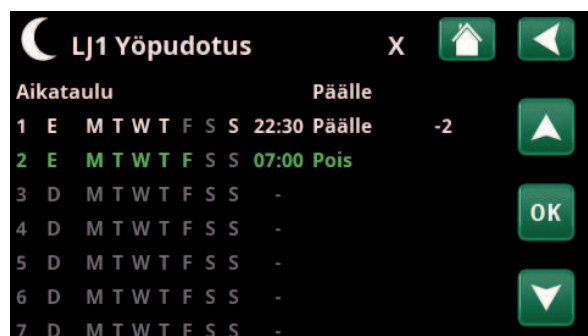 LJ1 Yöpudotus X
Aikataulu Päälle
1 E M T W T F S S 22:30 Päälle -2
2 E M T W T F S S 07:00 Pois
3 D M T W T F S S -
4 D M T W T F S S -
OK
5 D M T W T F S S -
6 D M T W T F S S -
7 D M T W T F S S -